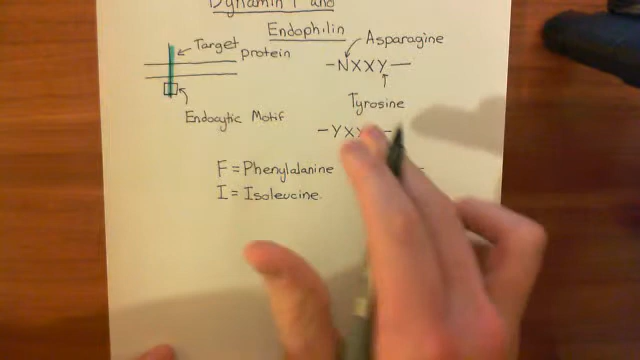 Dynamin 1 and
Endophilin
Target protein
Asparagine
-NXXY-
Tyrosine
Endocytic Motif
-YXX
F = Phenylalanine
I = Isoleucine